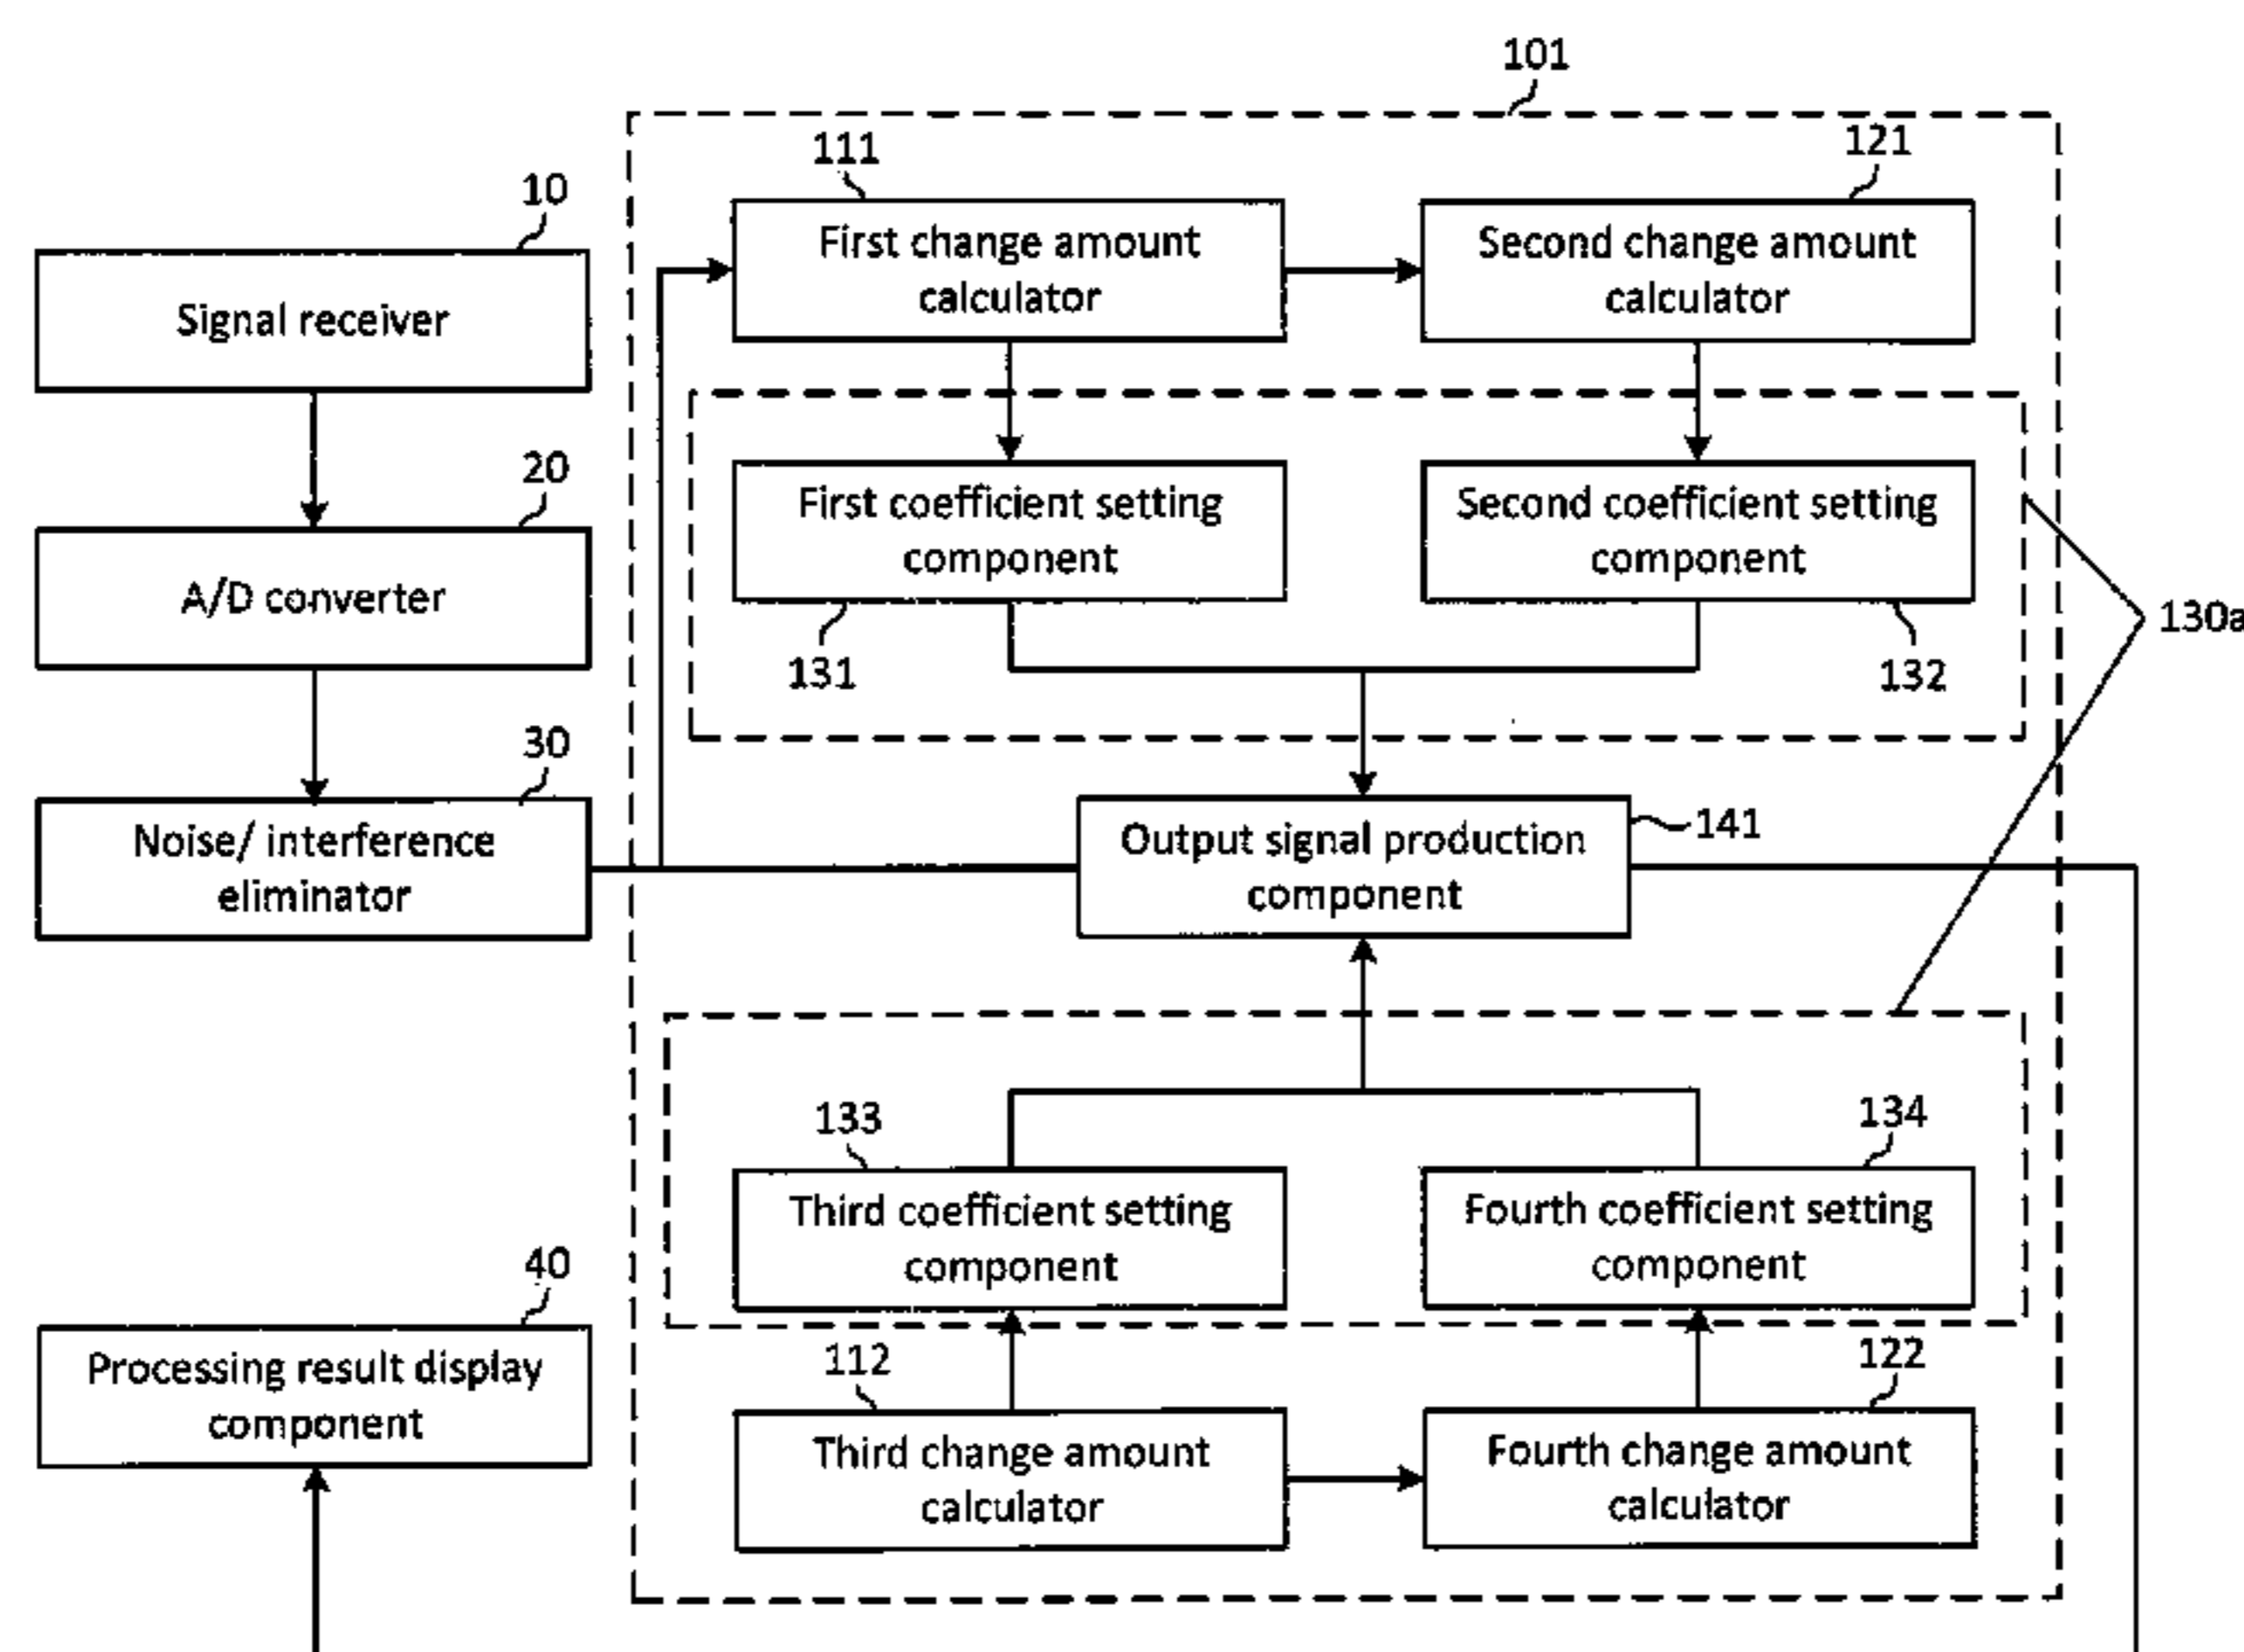 101
111
121
10
First change amount
calculator
Second change amount
calculator
Signal receiver
20
First coefficient setting
component
Second coefficient setting
component
A/D converter
130a
131
132
30
Noise/ interference
eliminator
Output signal production
component
141
133
134
Third coefficient setting
component
Fourth coefficient setting
component
40
112
122
Processing result display
component
Third change amount
calculator
Fourth change amount
calculator